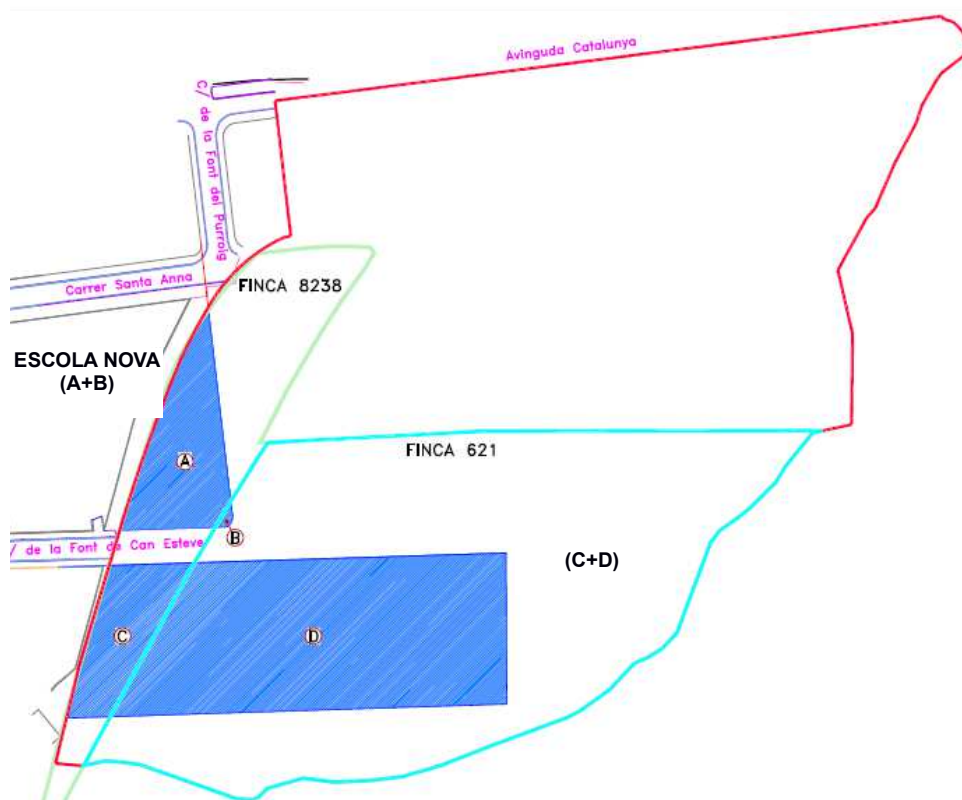 Avinguda Catalunya
C/ de la Font del Purroig
Carrer Santa Anna
FINCA 8238
ESCOLA NOVA
(A+B)
FINCA 621
A
B
/ de la Font de Can Esteve
(C+D)
C
D